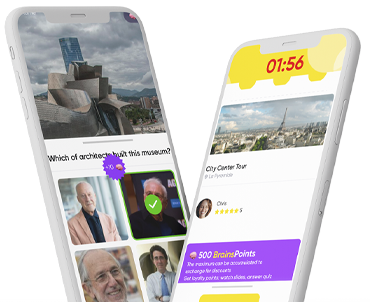 Which of architects built this museum?
+10
01:56
City Center Tour
Chris
5
500 BrainsPoints
The maximum can be accumulated to
exchange for discounts
Get loyalty points, watch slides, answer quiz